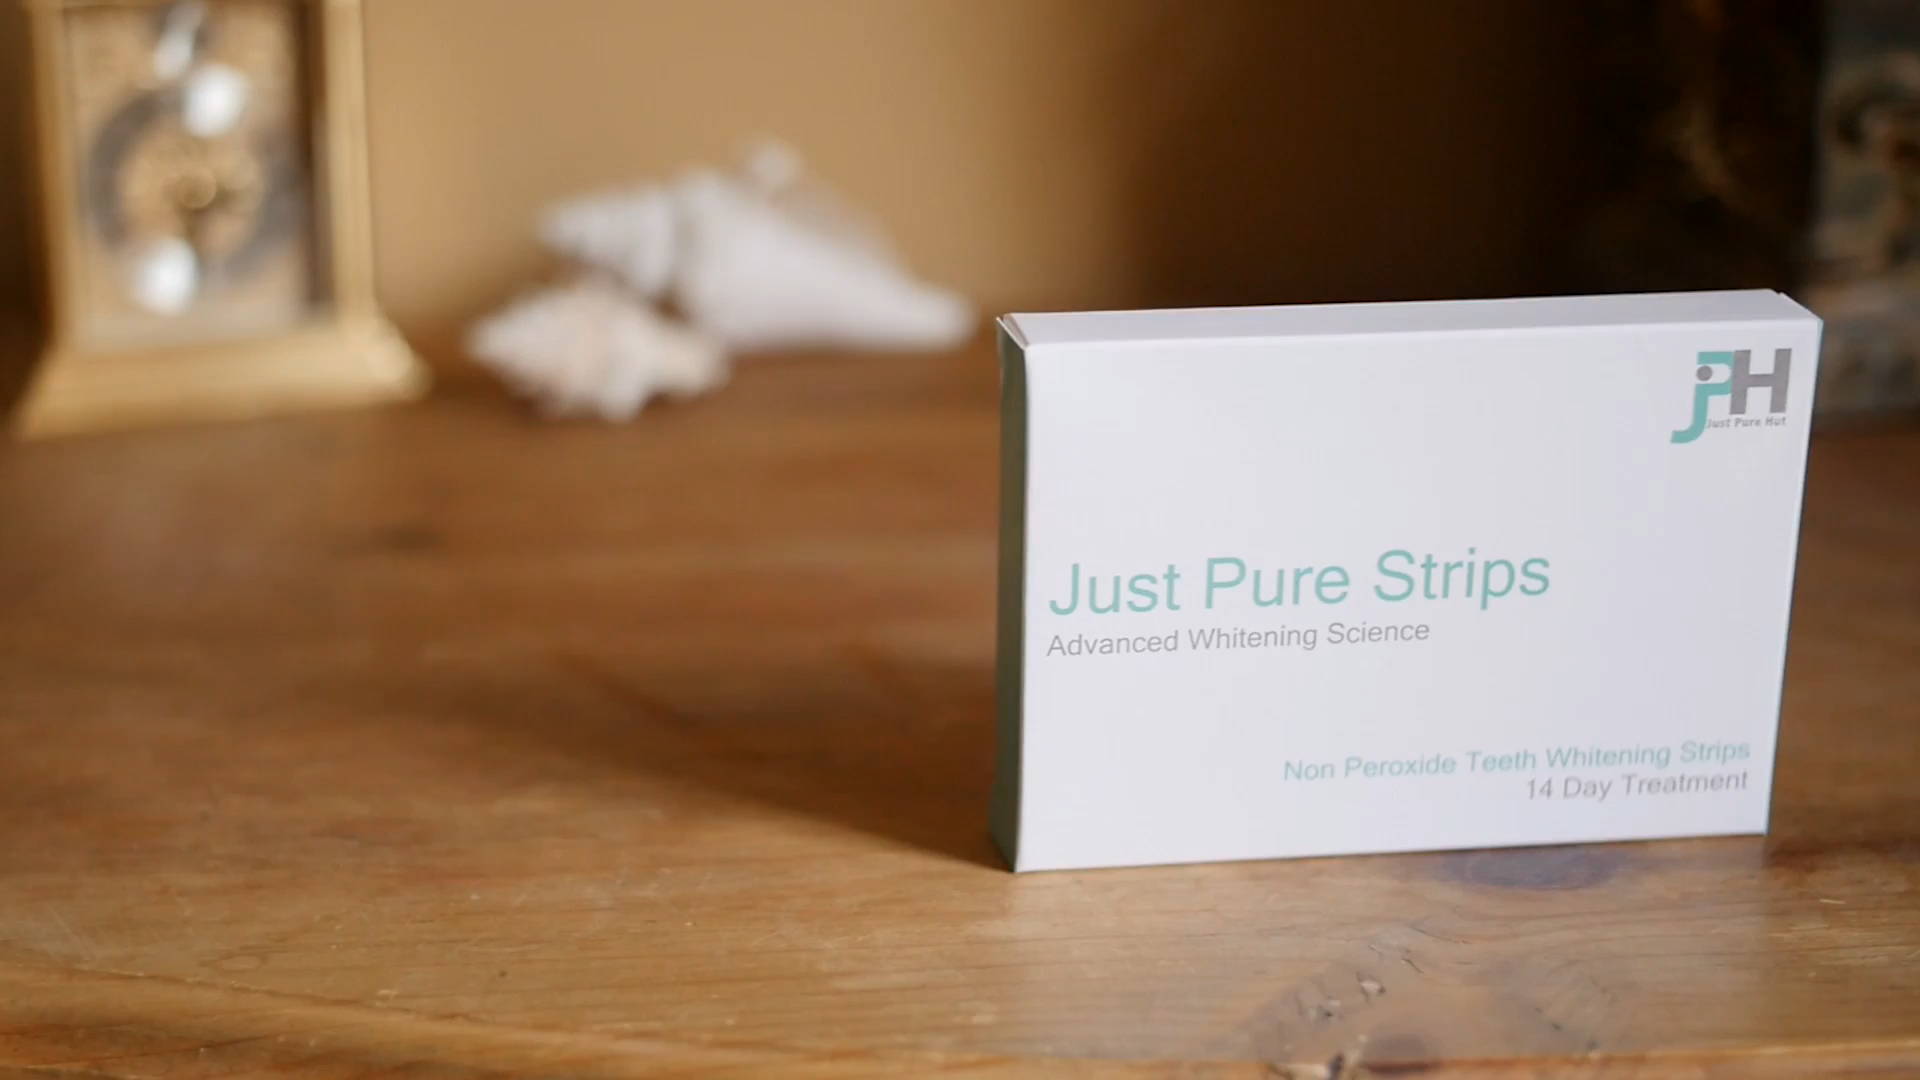 JPH
Just Pure Hut
Just Pure Strips
Advanced Whitening Science
Non Peroxide Teeth Whitening Strips
14 Day Treatment